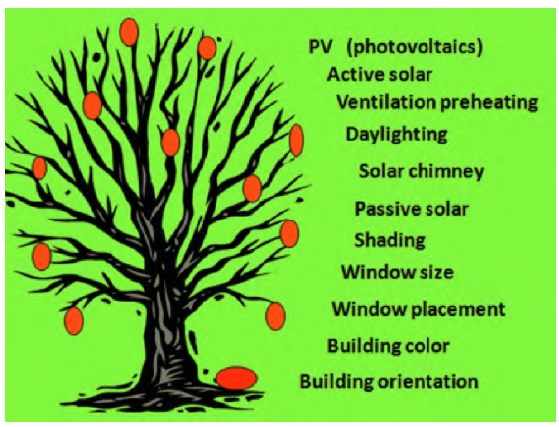 PV (photovoltaics)
Active solar
Ventilation preheating
Daylighting
Solar chimney
Passive solar
Shading
Window size
Window placement
Building color
Building orientation